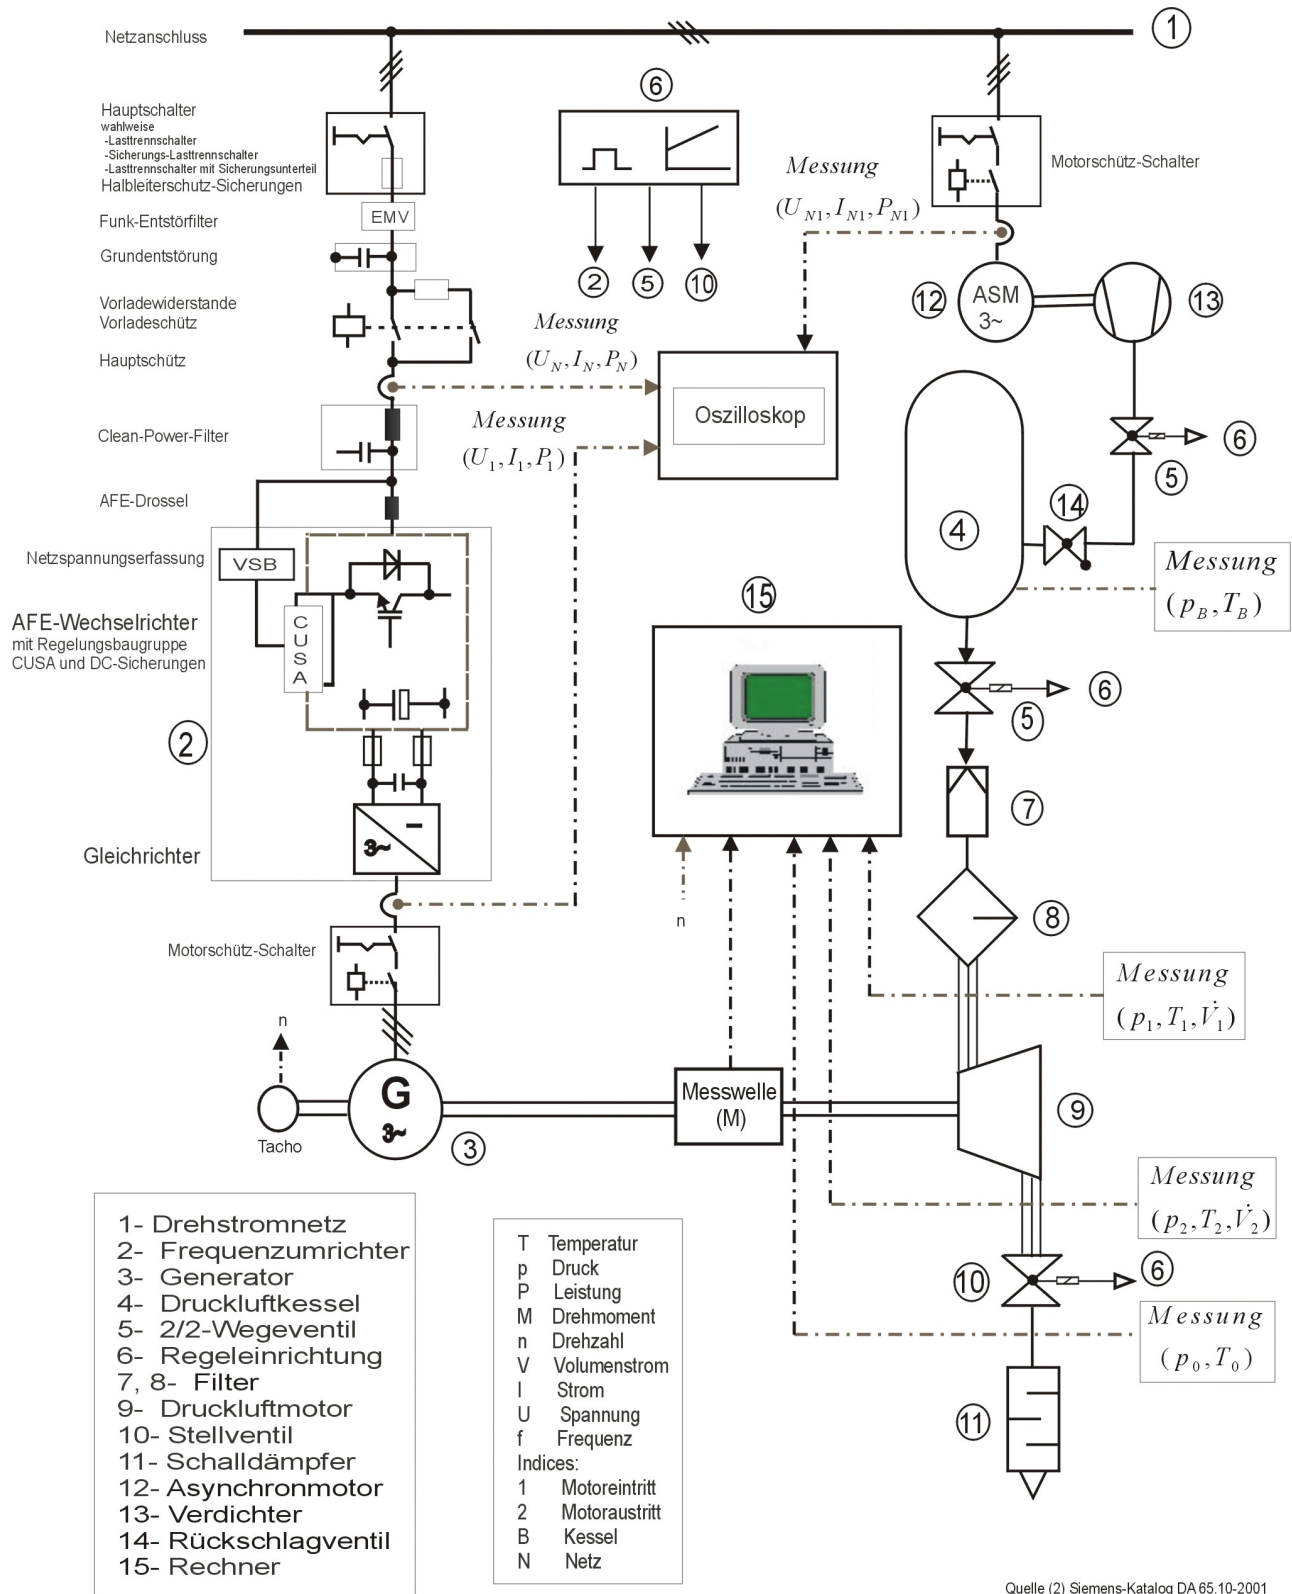 Netzanschluss
1
Hauptschalter
wahlweise
-Lasttrennschalter
-Sicherungs-Lasttrennschalter
-Lasttrennschalter mit Sicherungsunterteil
Halbleiterschutz-Sicherungen
6
Messung
(U_N1, I_N1, P_N1)
Motorschütz-Schalter
Funk-Entstörfilter
EMV
Grundentstörung
2
5
10
12
ASM
3~
13
Vorladewiderstande
Vorladeschütz
Hauptschütz
Messung
(U_N, I_N, P_N)
Oszilloskop
Clean-Power-Filter
Messung
(U_1, I_1, P_1)
6
5
AFE-Drossel
14
4
Netzspannungserfassung
VSB
Messung
(p_B, T_B)
AFE-Wechselrichter
mit Regelungsbaugruppe
CUSA und DC-Sicherungen
CUSA
15
6
5
2
7
3~
–
Gleichrichter
8
n
Motorschütz-Schalter
Messung
(p_1, T_1, V̇_1)
n
G
3~
Messwelle
(M)
9
Tacho
3
Messung
(p_2, T_2, V̇_2)
10
6
Messung
(p_0, T_0)
11
1- Drehstromnetz
2- Frequenzumrichter
3- Generator
4- Druckluftkessel
5- 2/2-Wegeventil
6- Regeleinrichtung
7, 8- Filter
9- Druckluftmotor
10- Stellventil
11- Schalldämpfer
12- Asynchronmotor
13- Verdichter
14- Rückschlagventil
15- Rechner
T Temperatur
p Druck
P Leistung
M Drehmoment
n Drehzahl
V Volumenstrom
I Strom
U Spannung
f Frequenz
Indices:
1 Motoreintritt
2 Motoraustritt
B Kessel
N Netz
Quelle (2) Siemens-Katalog DA 65.10-2001